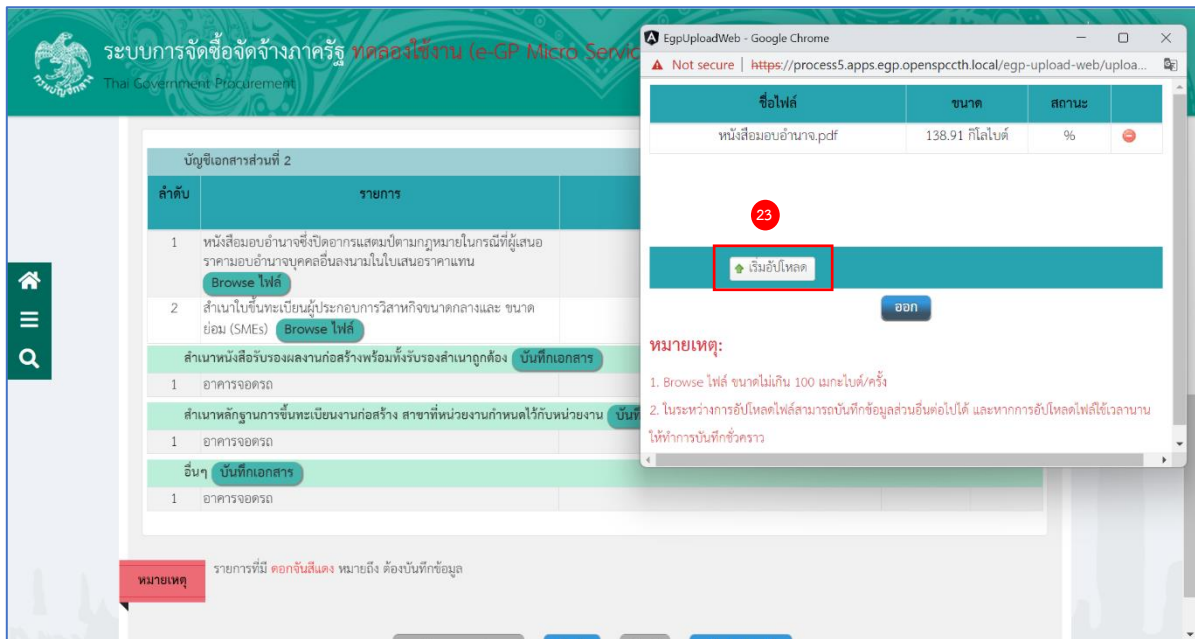 ระบบการจัดซื้อจัดจ้างภาครัฐ ทดลองใช้งาน (e-GP Micro Servic
Thai Government Procurement
บัญชีเอกสารส่วนที่ 2
ลำดับ รายการ
1 หนังสือมอบอำนาจซึ่งปิดอากรแสตมป์ตามกฎหมายในกรณีที่ผู้เสนอ
ราคามอบอำนาจบุคคลอื่นลงนามในใบเสนอราคาแทน
Browse ไฟล์
2 สำเนาใบขึ้นทะเบียนผู้ประกอบการวิสาหกิจขนาดกลางและ ขนาด
ย่อม (SMEs) Browse ไฟล์
สำเนาหนังสือรับรองผลงานก่อสร้างพร้อมทั้งรับรองสำเนาถูกต้อง บันทึกเอกสาร
1 อาคารจอดรถ
สำเนาหลักฐานการขึ้นทะเบียนงานก่อสร้าง สาขาที่หน่วยงานกำหนดไว้กับหน่วยงาน บันที
1 อาคารจอดรถ
อื่นๆ บันทึกเอกสาร
1 อาคารจอดรถ
หมายเหตุ รายการที่มี ดอกจันสีแดง หมายถึง ต้องบันทึกข้อมูล
EgpUploadWeb - Google Chrome
Not secure | https://process5.apps.egp.openspccth.local/egp-upload-web/uploa...
ชื่อไฟล์ ขนาด สถานะ
หนังสือมอบอำนาจ.pdf 138.91 กิโลไบต์ %
23
เริ่มอัปโหลด
ออก
หมายเหตุ:
1. Browse ไฟล์ ขนาดไม่เกิน 100 เมกะไบต์/ครั้ง
2. ในระหว่างการอัปโหลดไฟล์สามารถบันทึกข้อมูลส่วนอื่นต่อไปได้ และหากการอัปโหลดไฟล์ใช้เวลานาน
ให้ทำการบันทึกชั่วคราว